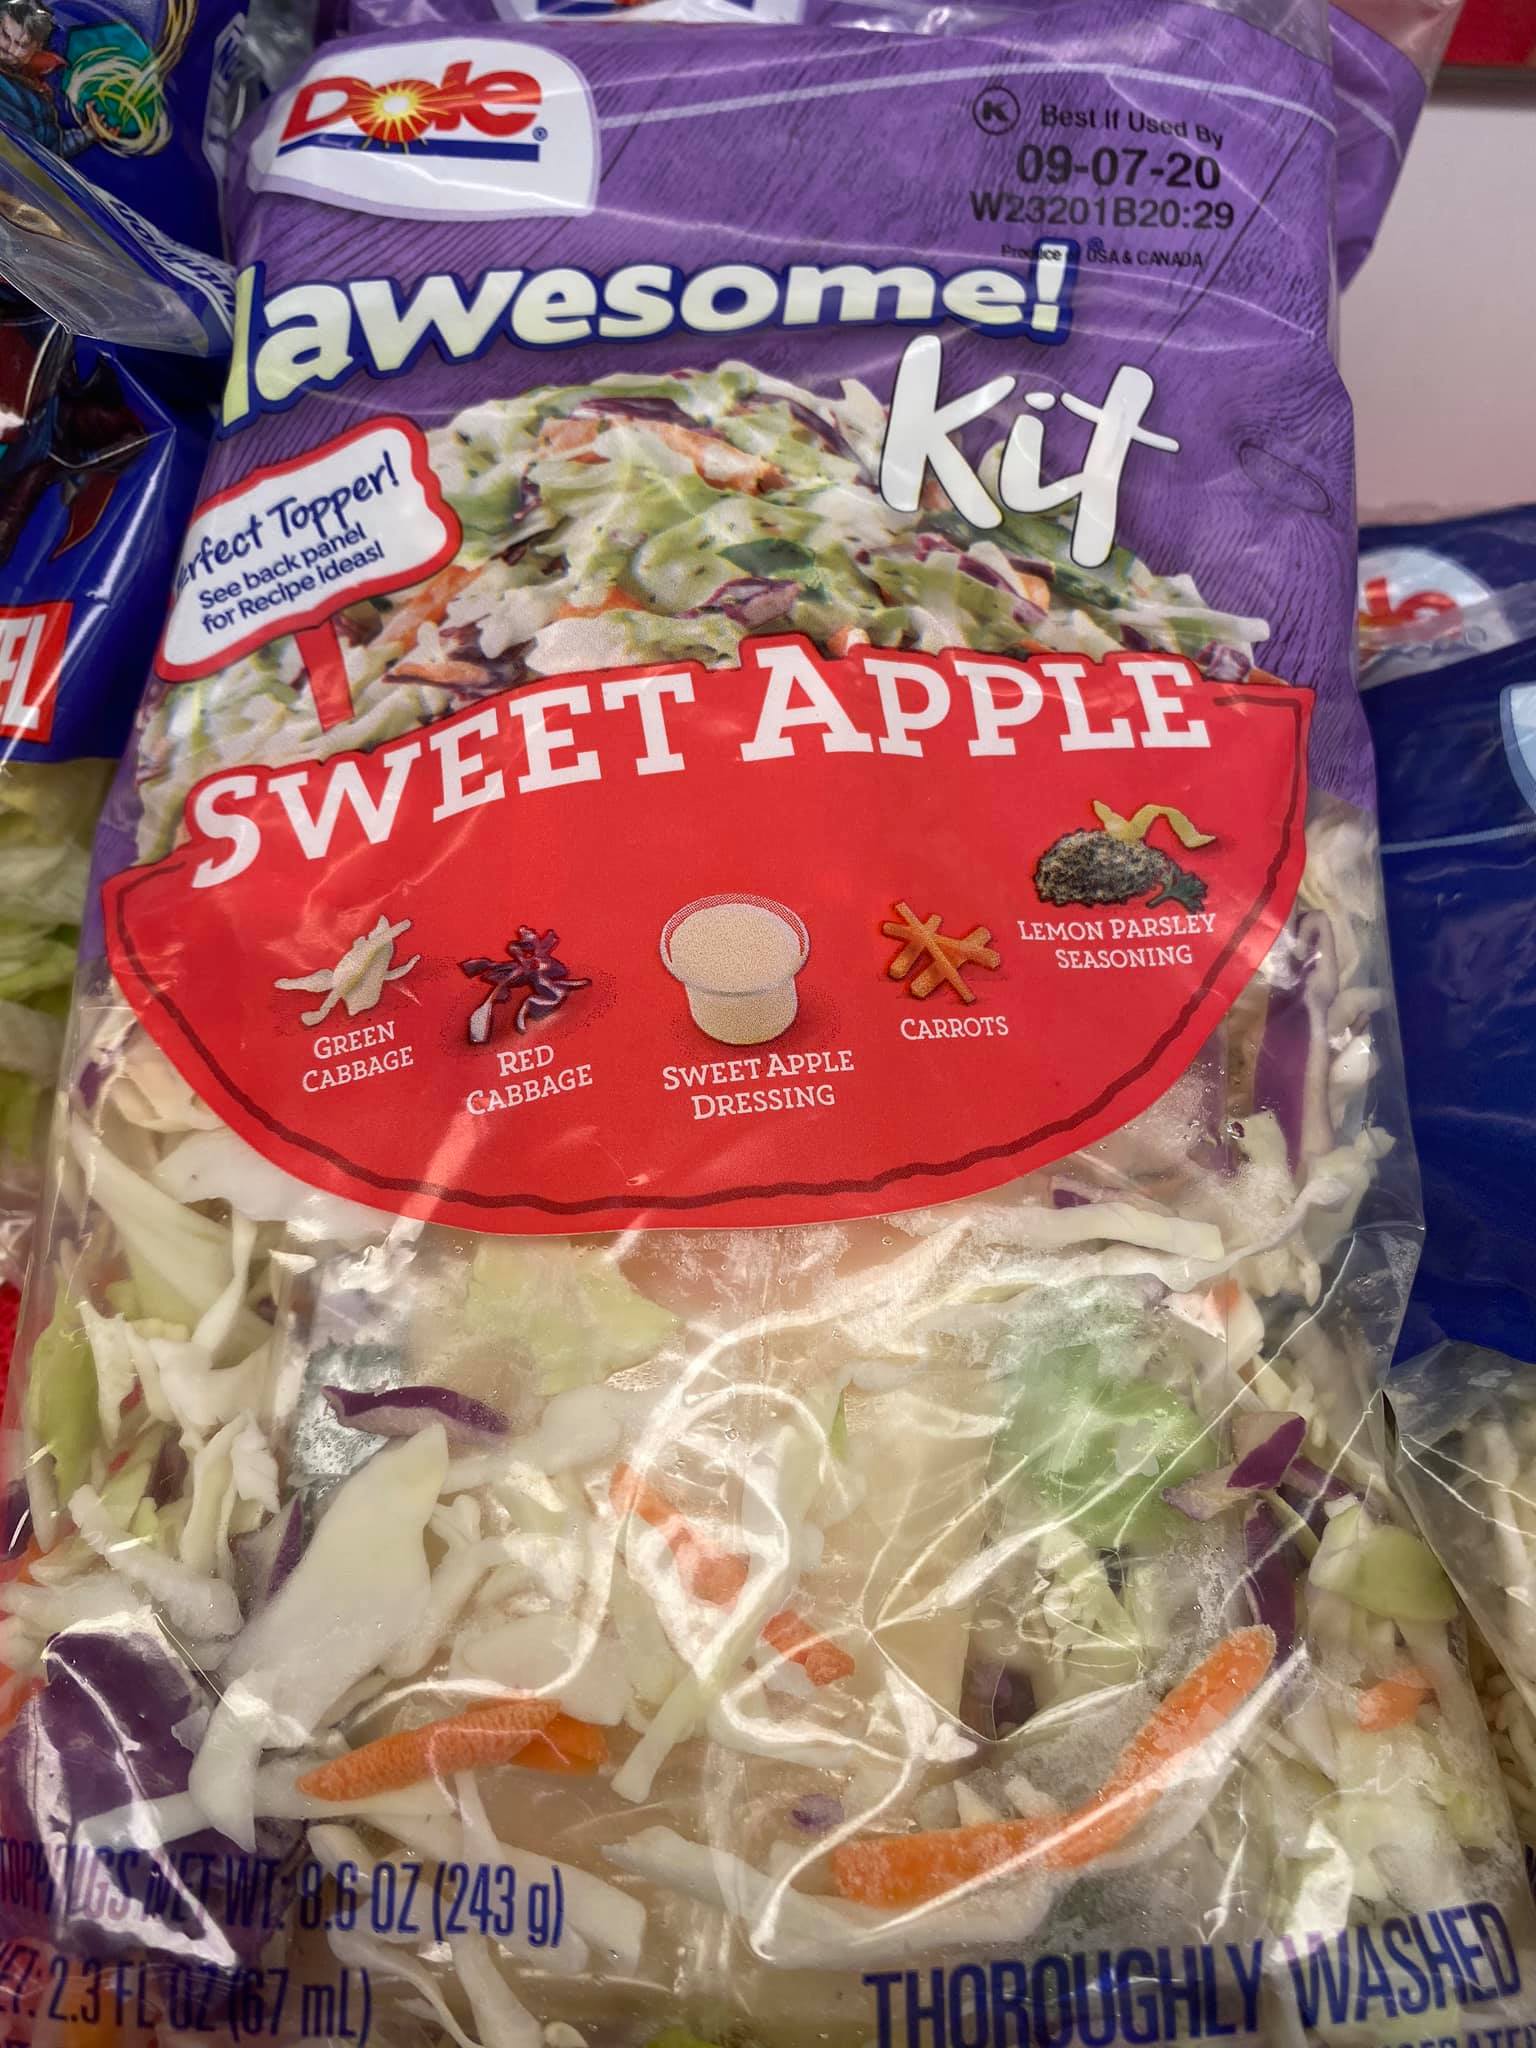 Dole
K
Best If Used By
09-07-20
W23201B20:29
Produce of USA & CANADA
lawesome!
Kit
erfect Topper!
See back panel
for Recipe ideas!
SWEET APPLE
GREEN
CABBAGE
RED
CABBAGE
SWEET APPLE
DRESSING
CARROTS
LEMON PARSLEY
SEASONING
NET WT: 8.6 OZ (243 g)
2.3 FL OZ (67 mL)
THOROUGHLY WASHED